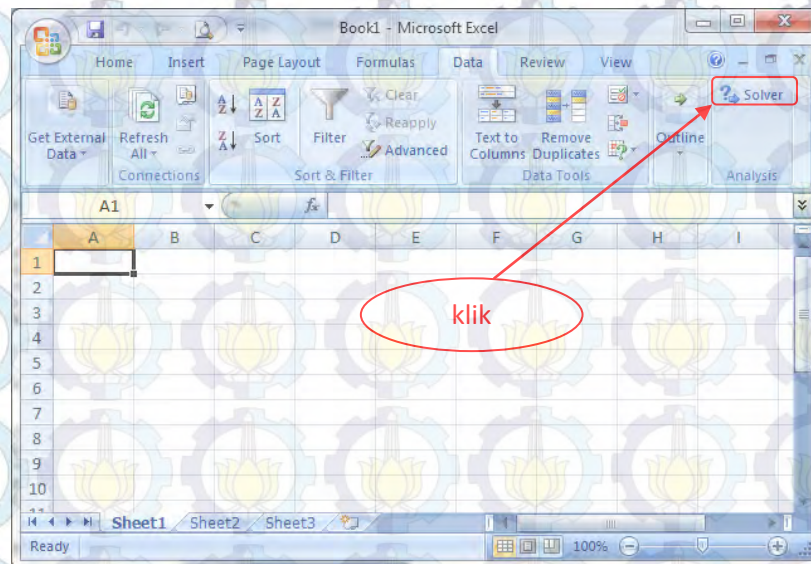 Book1 - Microsoft Excel
Home Insert Page Layout Formulas Data Review View
Get External Data
Refresh All
Connections
Sort
Filter
Clear
Reapply
Advanced
Sort & Filter
Text to Columns
Remove Duplicates
Data Tools
Outline
Solver
Analysis
A1
fx
A B C D E F G H I
1
2
3
klik
4
5
6
7
8
9
10
Sheet1 Sheet2 Sheet3
Ready
100%